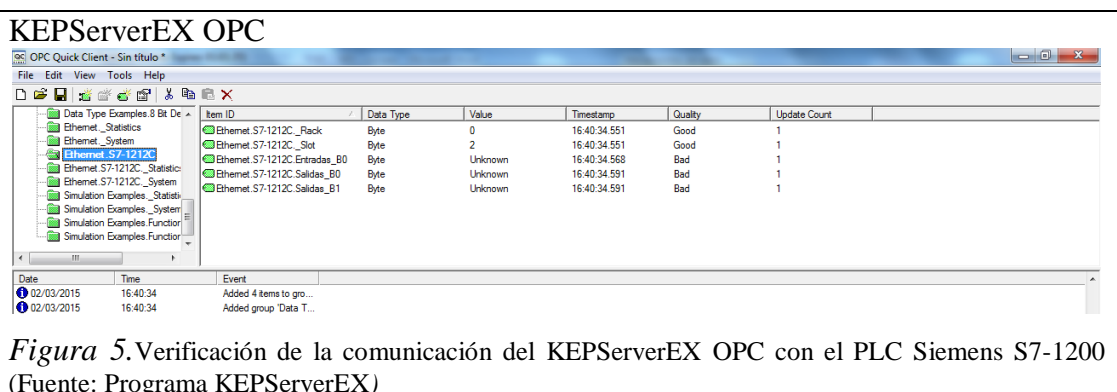 KEPServerEX OPC
OPC Quick Client - Sin título *
File Edit View Tools Help
Data Type Examples.8 Bit De
Ethernet._Statistics
Ethernet._System
Ethernet.S7-1212C
Ethernet.S7-1212C._Statistic
Ethernet.S7-1212C._System
Simulation Examples._Statisti
Simulation Examples._System
Simulation Examples.Function
Simulation Examples.Function
Item ID Data Type Value Timestamp Quality Update Count
Ethernet.S7-1212C._Rack Byte 0 16:40:34.551 Good 1
Ethernet.S7-1212C._Slot Byte 2 16:40:34.551 Good 1
Ethernet.S7-1212C.Entradas_B0 Byte Unknown 16:40:34.568 Bad 1
Ethernet.S7-1212C.Salidas_B0 Byte Unknown 16:40:34.591 Bad 1
Ethernet.S7-1212C.Salidas_B1 Byte Unknown 16:40:34.591 Bad 1
Date Time Event
02/03/2015 16:40:34 Added 4 items to gro...
02/03/2015 16:40:34 Added group 'Data T...
Figura 5.Verificación de la comunicación del KEPServerEX OPC con el PLC Siemens S7-1200
(Fuente: Programa KEPServerEX)